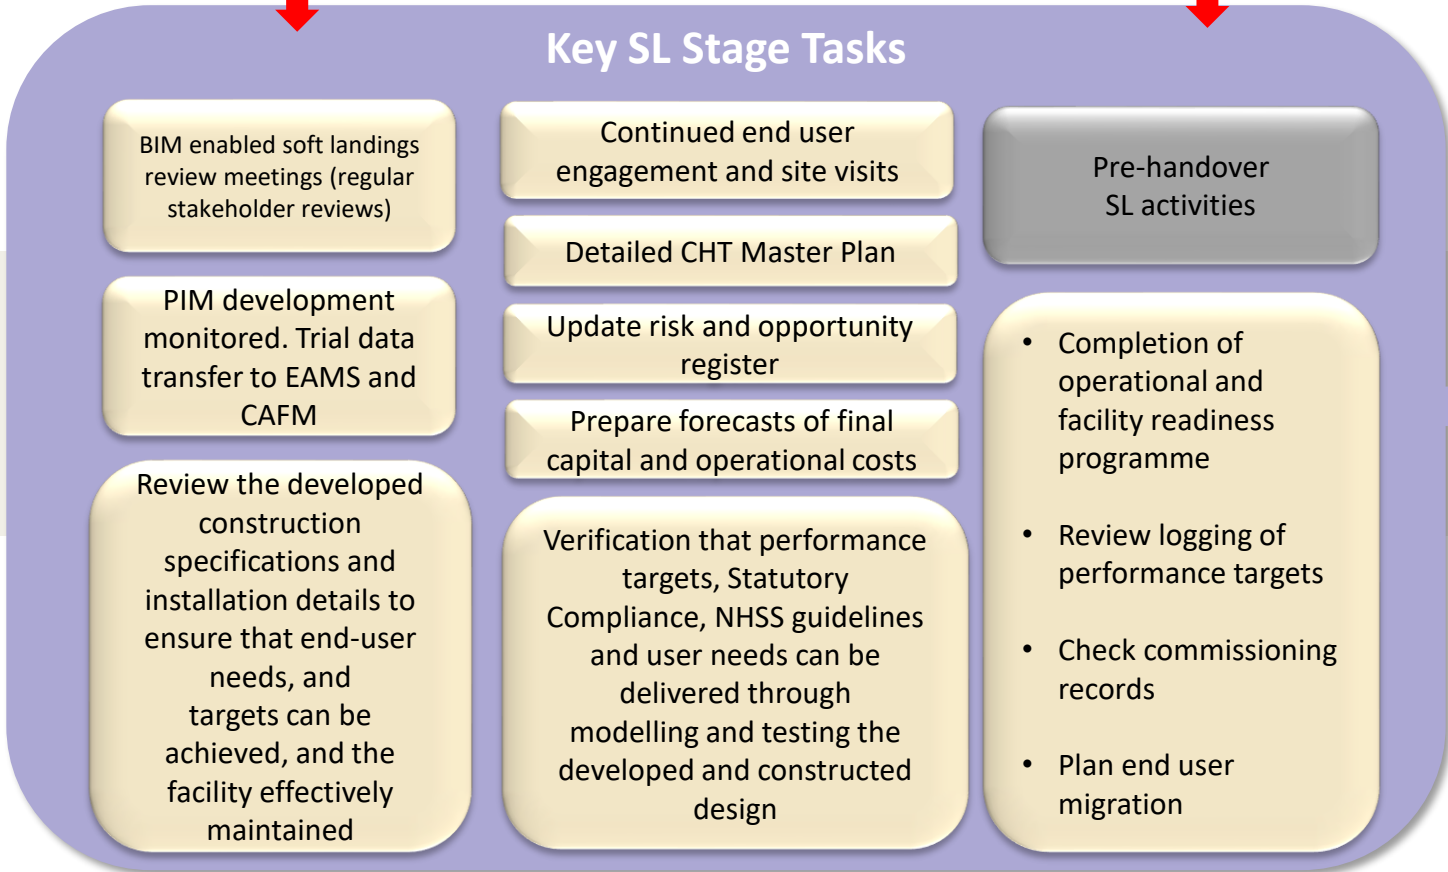 Key SL Stage Tasks
BIM enabled soft landings
review meetings (regular
stakeholder reviews)
PIM development
monitored. Trial data
transfer to EAMS and
CAFM
Review the developed
construction
specifications and
installation details to
ensure that end-user
needs, and
targets can be
achieved, and the
facility effectively
maintained
Continued end user
engagement and site visits
Detailed CHT Master Plan
Update risk and opportunity
register
Prepare forecasts of final
capital and operational costs
Verification that performance
targets, Statutory
Compliance, NHSS guidelines
and user needs can be
delivered through
modelling and testing the
developed and constructed
design
Pre-handover
SL activities
• Completion of
operational and
facility readiness
programme
• Review logging of
performance targets
• Check commissioning
records
• Plan end user
migration